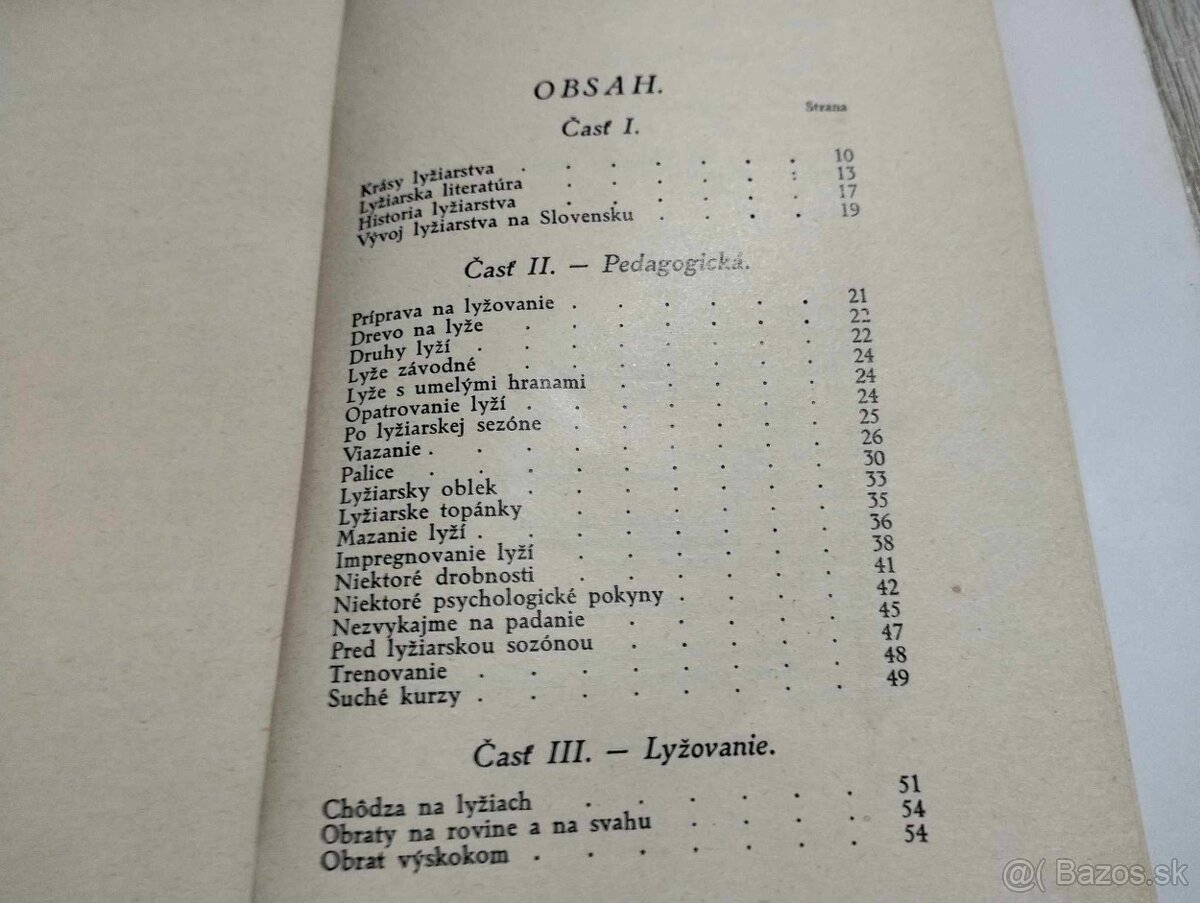 OBSAH.
Strana
Časť I.
Krásy lyžiarstva . . . . . . . 10
Lyžiarska literatúra . . . . . : 13
Historia lyžiarstva . . . . . . 17
Vývoj lyžiarstva na Slovensku . . . . 19
Časť II. — Pedagogická.
Príprava na lyžovanie . . . . . . 21
Drevo na lyže . . . . . . . 22
Druhy lyží . . . . . . . . 22
Lyže závodné . . . . . . . 24
Lyže s umelými hranami . . . . . 24
Opatrovanie lyží . . . . . . . 24
Po lyžiarskej sezóne . . . . . . 25
Viazanie . . . . . . . . . 26
Palice . . . . . . . . . 30
Lyžiarsky oblek . . . . . . . 33
Lyžiarske topánky . . . . . . 35
Mazanie lyží . . . . . . . . 36
Impregnovanie lyží . . . . . . 38
Niektoré drobnosti . . . . . . 41
Niektoré psychologické pokyny . . . . 42
Nezvykajme na padanie . . . . . 45
Pred lyžiarskou sozónou . . . . . 47
Trenovanie . . . . . . . . 48
Suché kurzy . . . . . . . . 49
Časť III. — Lyžovanie.
Chôdza na lyžiach . . . . . . 51
Obraty na rovine a na svahu . . . . 54
Obrat výskokom . . . . . . . 54
@( Bazos.sk